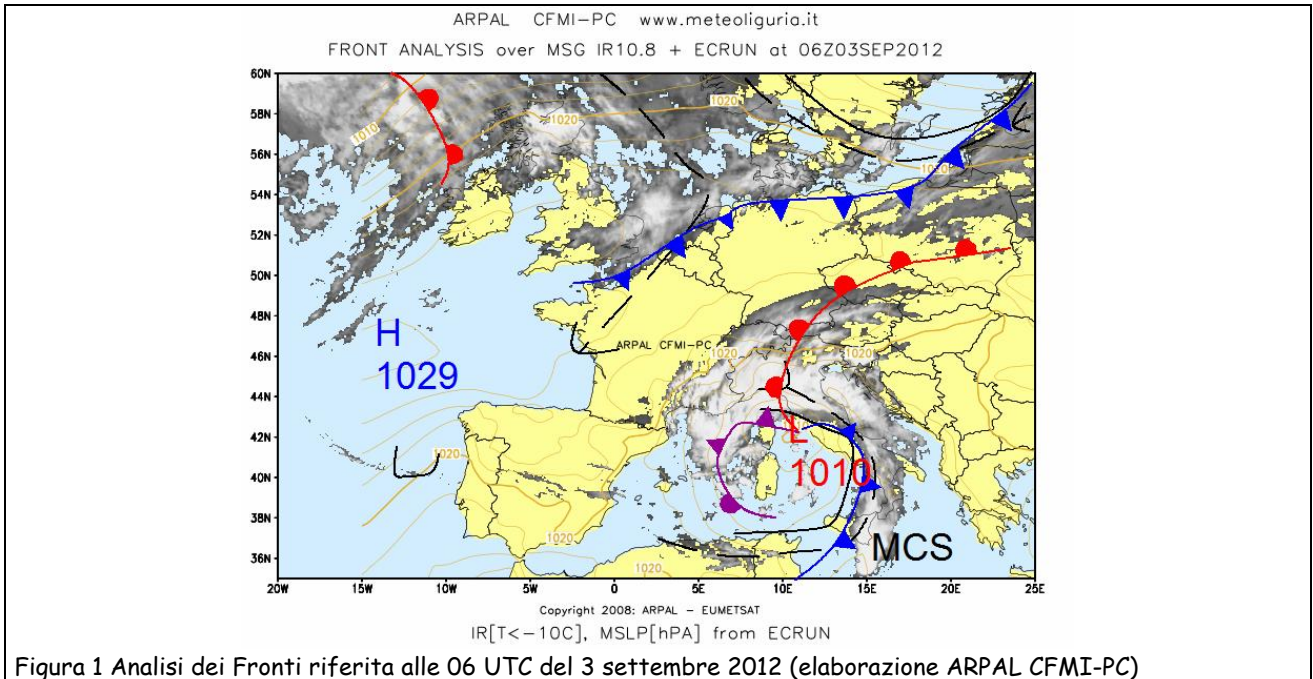 ARPAL CFMI-PC www.meteoliguria.it
FRONT ANALYSIS over MSG IR10.8 + ECRUN at 06Z03SEP2012
60N
58N
56N
54N
52N
50N
48N
46N
44N
42N
40N
38N
36N
1010
1020
1020
1020
H
1029
ARPAL CFMI-PC
1020
1020
L
1010
1020
1020
1020
MCS
20W
15W
10W
5W
0
5E
10E
15E
20E
25E
Copyright 2008: ARPAL - EUMETSAT
IR[T<-10C], MSLP[hPA] from ECRUN
Figura 1 Analisi dei Fronti riferita alle 06 UTC del 3 settembre 2012 (elaborazione ARPAL CFMI-PC)